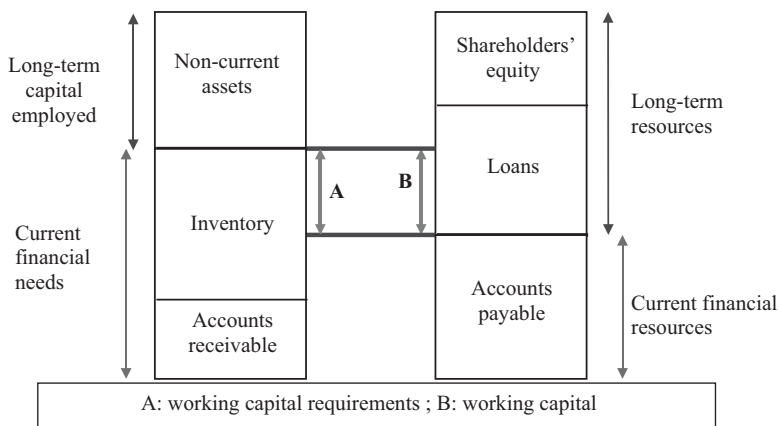 Long-term
capital
employed
Current
financial
needs
Non-current
assets
Inventory
Accounts
receivable
A
B
Shareholders’
equity
Loans
Accounts
payable
Long-term
resources
Current financial
resources
A: working capital requirements ; B: working capital